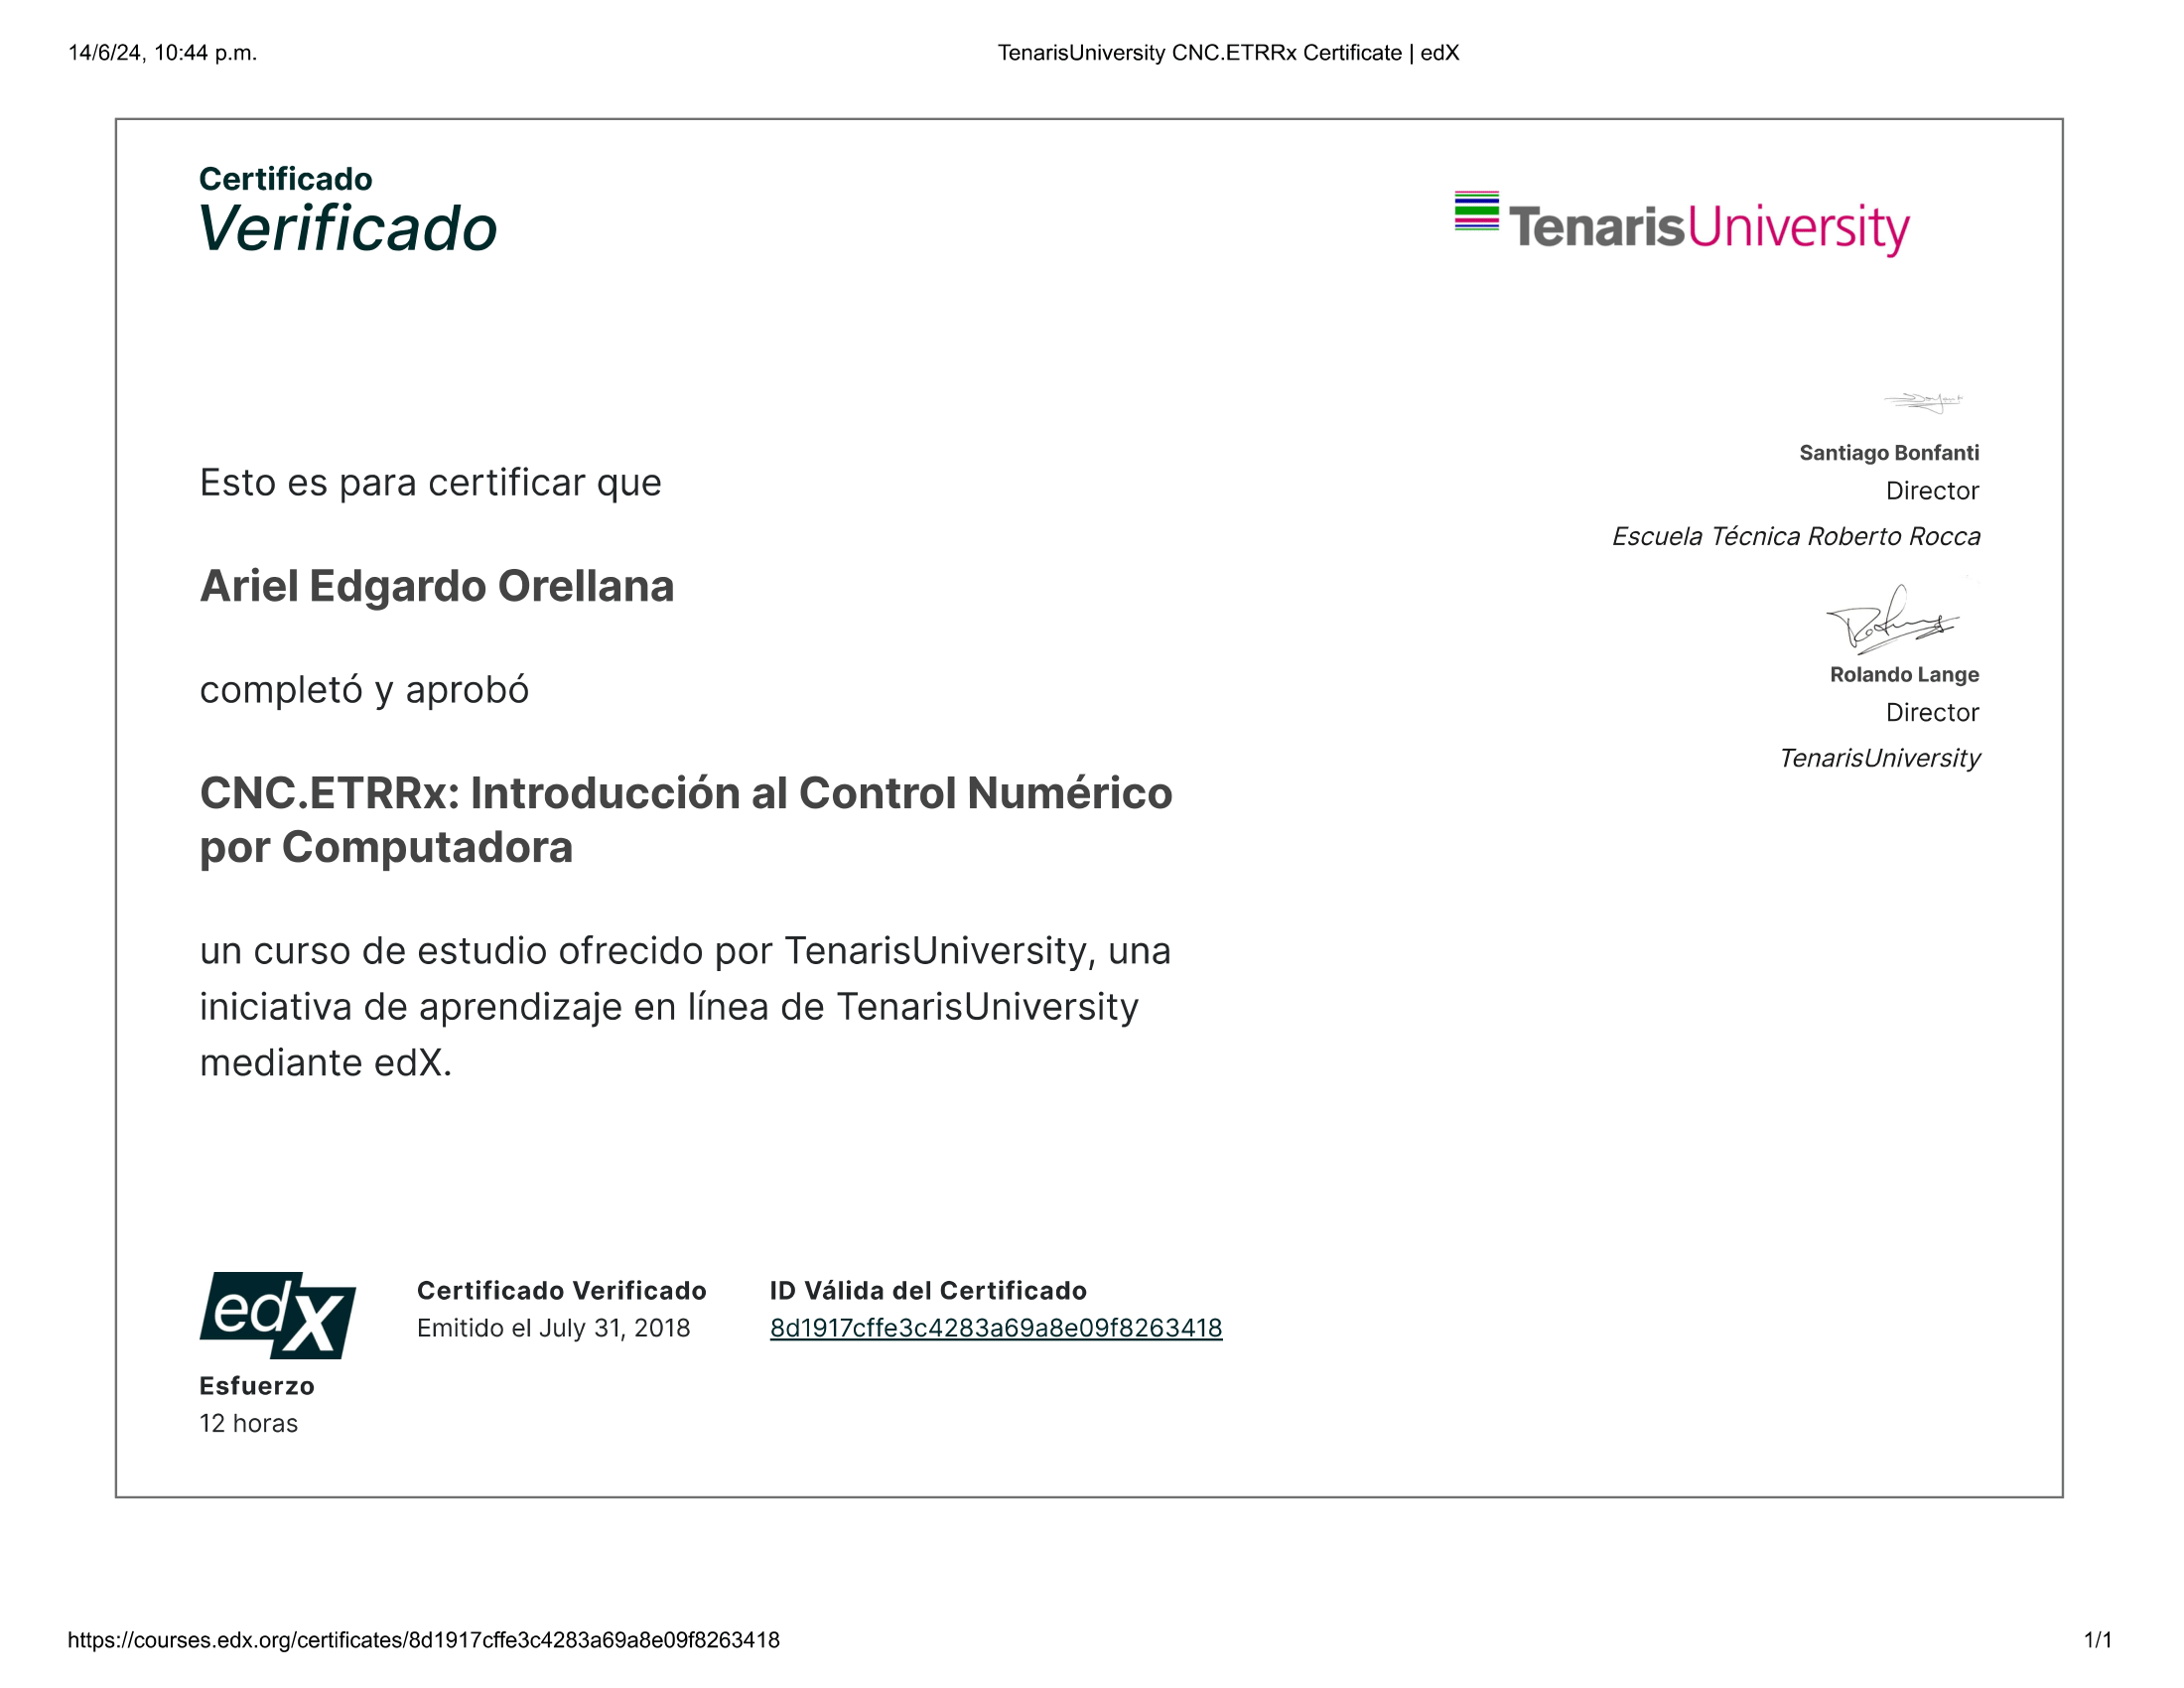 14/6/24, 10:44 p.m.
TenarisUniversity CNC.ETRRx Certificate | edX
Certificado
Verificado
TenarisUniversity
Esto es para certificar que
Ariel Edgardo Orellana
completó y aprobó
CNC.ETRRx: Introducción al Control Numérico
por Computadora
un curso de estudio ofrecido por TenarisUniversity, una
iniciativa de aprendizaje en línea de TenarisUniversity
mediante edX.
Santiago Bonfanti
Director
Escuela Técnica Roberto Rocca
Rolando Lange
Director
TenarisUniversity
edX
Certificado Verificado
Emitido el July 31, 2018
ID Válida del Certificado
8d1917cffe3c4283a69a8e09f8263418
Esfuerzo
12 horas
https://courses.edx.org/certificates/8d1917cffe3c4283a69a8e09f8263418
1/1